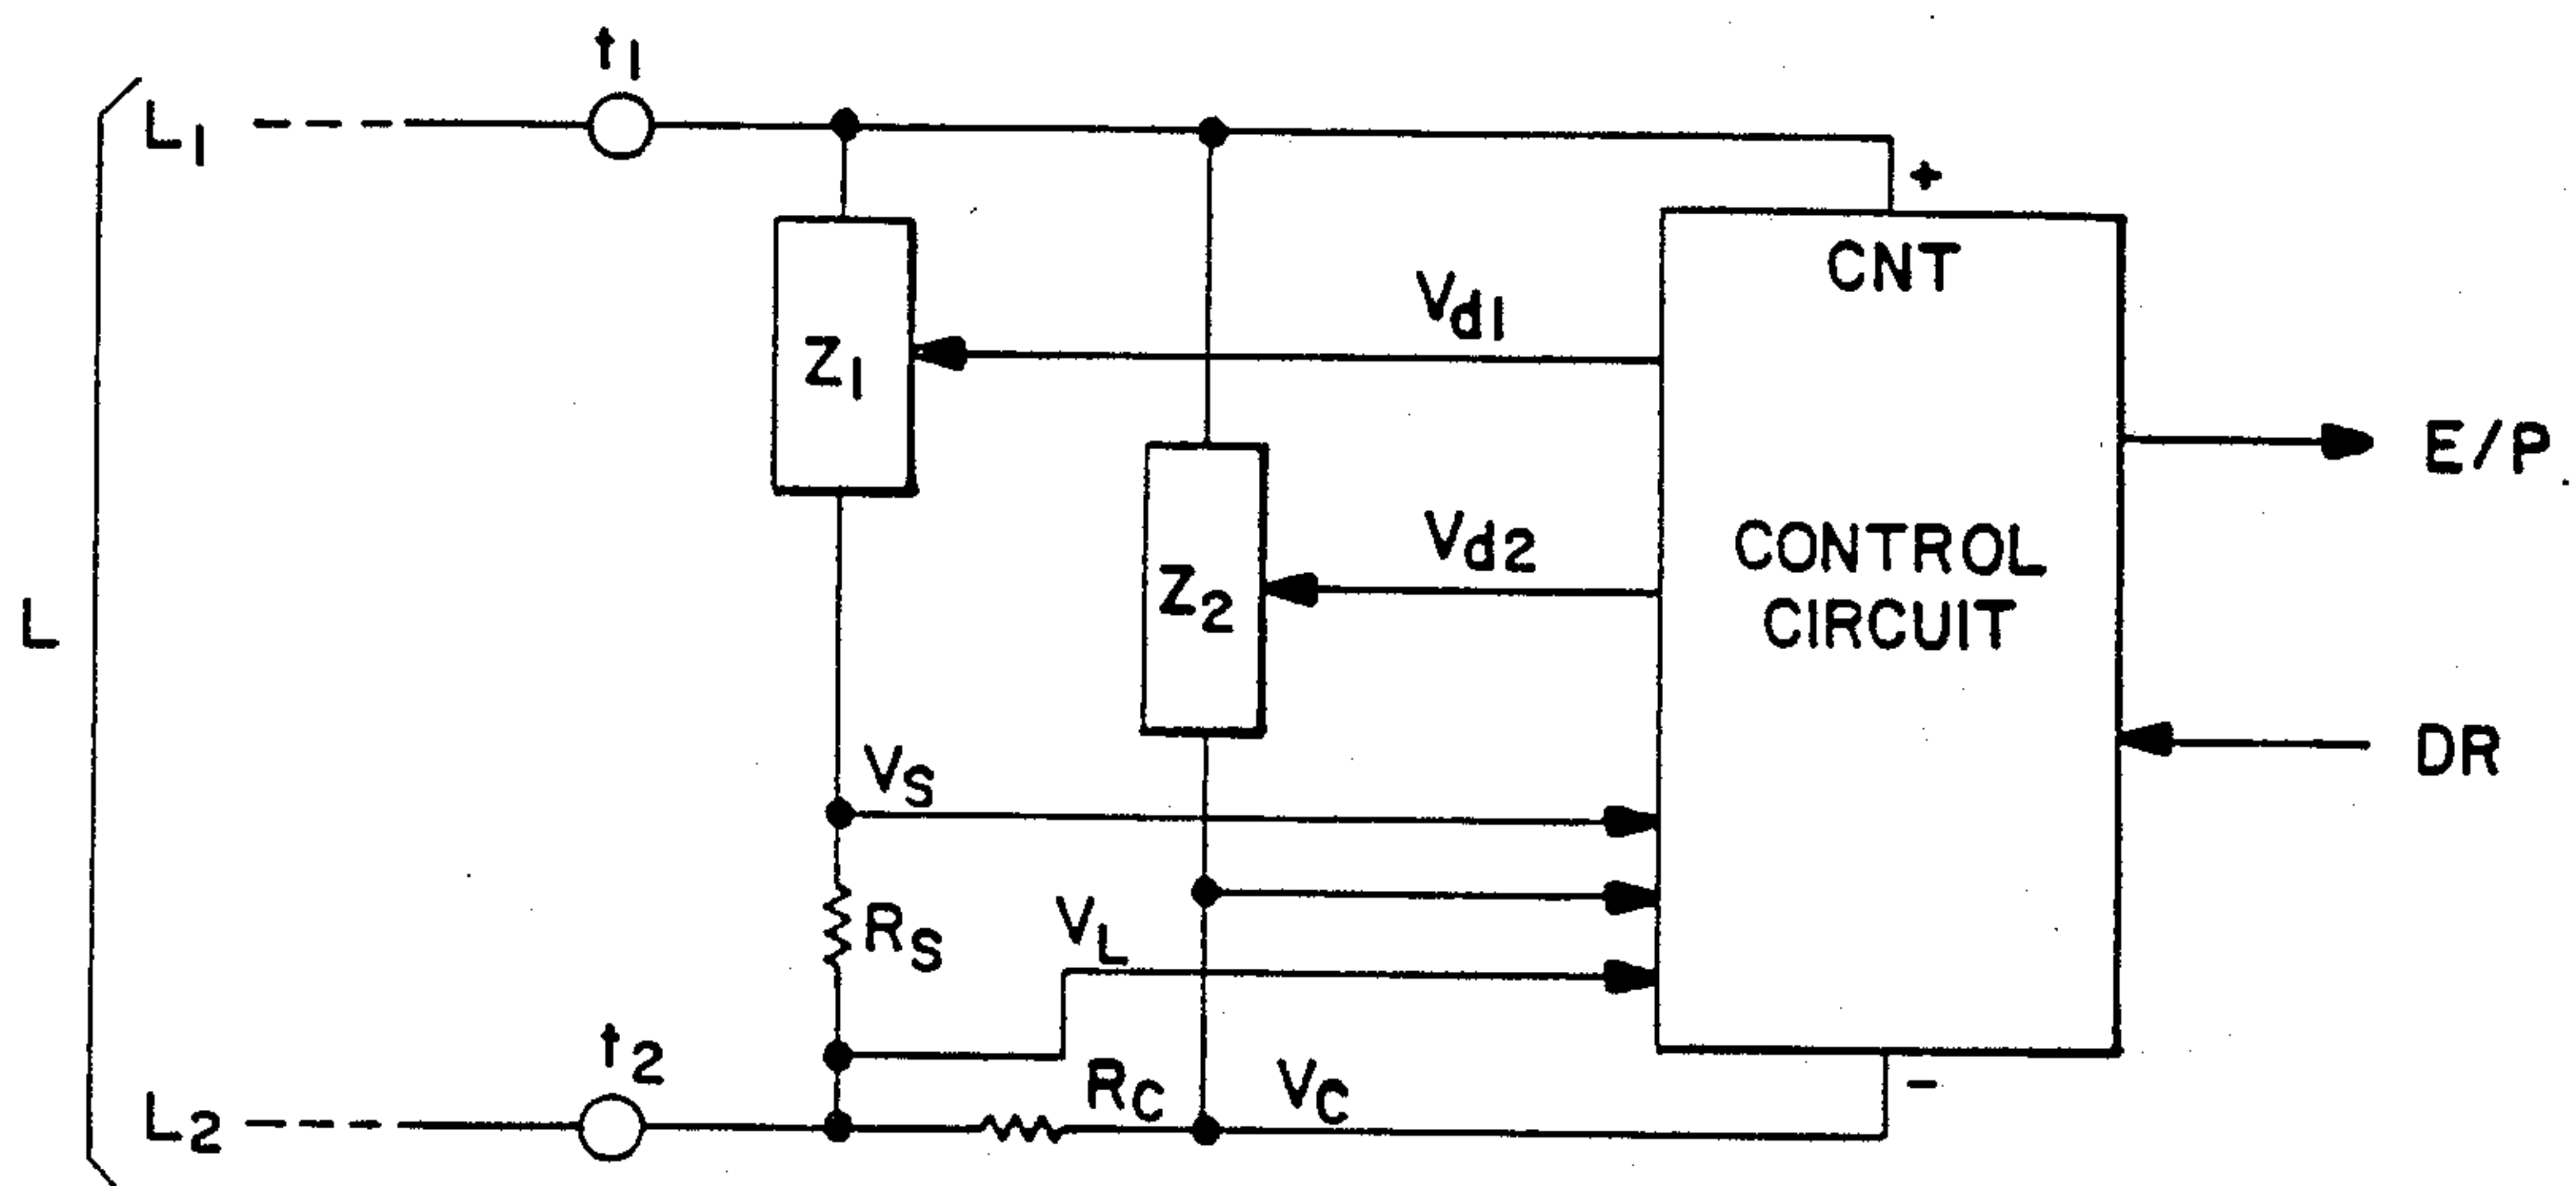 t1
L1
+
CNT
Vd1
Z1
E/P
Vd2
CONTROL
CIRCUIT
Z2
L
DR
VS
RS
VL
t2
RC
VC
-
L2